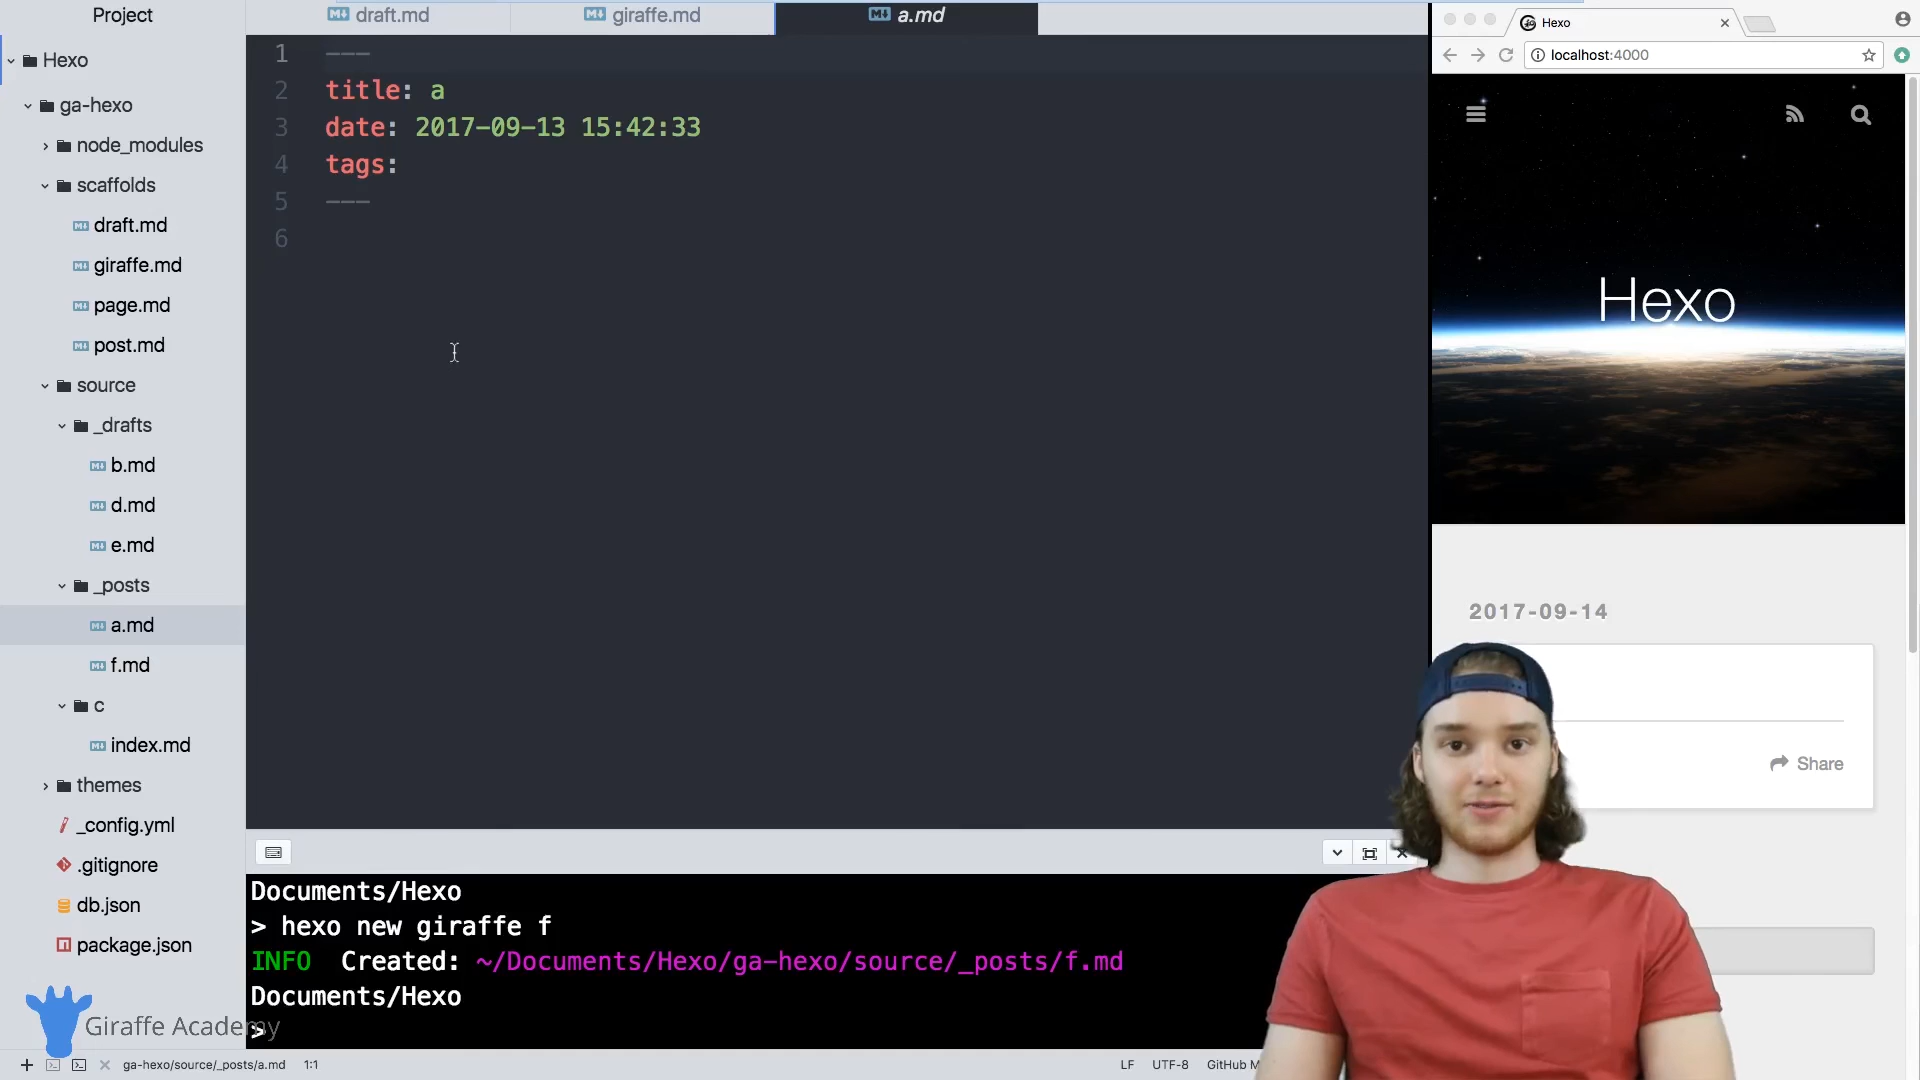 Project
Hexo
ga-hexo
node_modules
scaffolds
draft.md
giraffe.md
page.md
post.md
source
_drafts
b.md
d.md
e.md
_posts
a.md
f.md
c
index.md
themes
_config.yml
.gitignore
db.json
package.json
Giraffe Academy
draft.md
giraffe.md
a.md
1 ---
2 title: a
3 date: 2017-09-13 15:42:33
4 tags:
5 ---
6
Documents/Hexo
> hexo new giraffe f
INFO Created: ~/Documents/Hexo/ga-hexo/source/_posts/f.md
Documents/Hexo
>
ga-hexo/source/_posts/a.md 1:1
LF UTF-8 GitHub M
Hexo
localhost:4000
Hexo
2017-09-14
Share